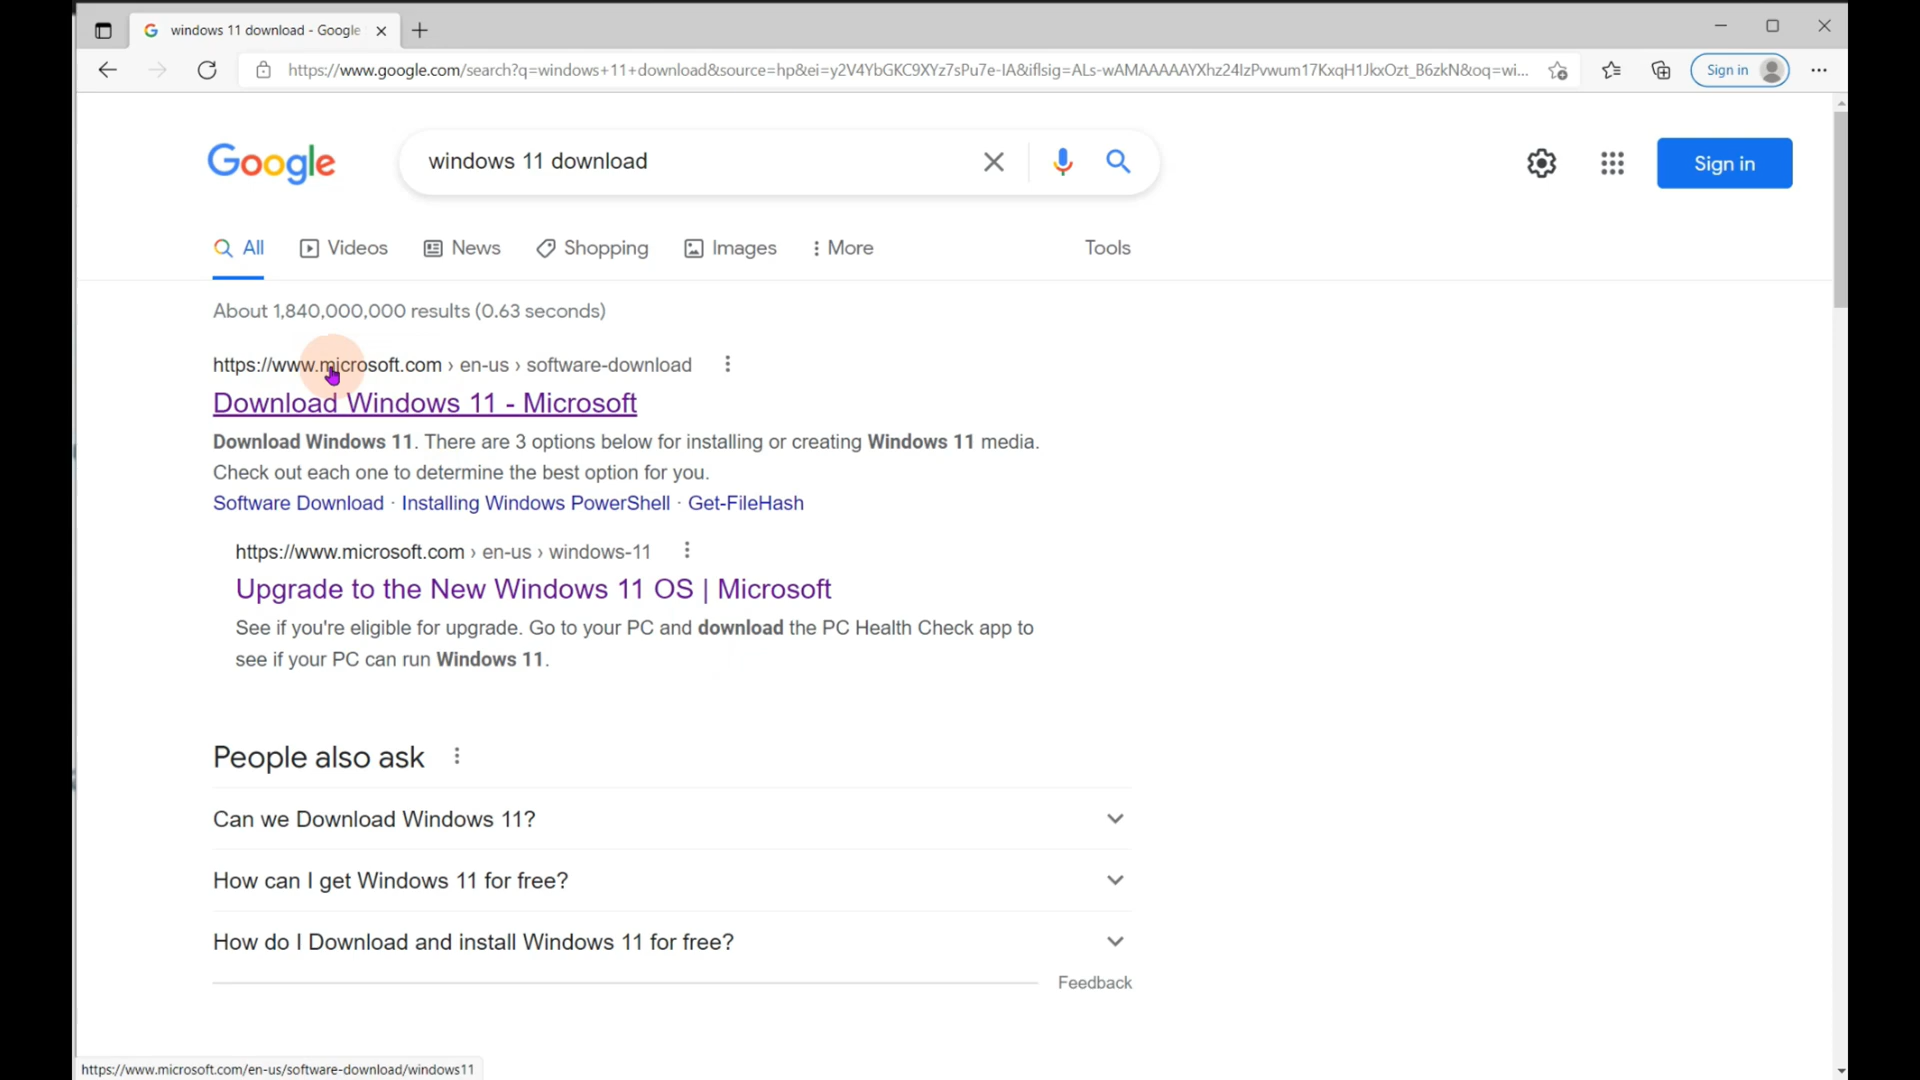 windows 11 download - Google
https://www.google.com/search?q=windows+11+download&source=hp&ei=y2V4YbGKC9XYz7sPu7e-IA&iflsig=ALs-wAMAAAAAYXhz24IzPvwum17KxqH1JkxOzt_B6zkN&oq=wi...
Sign in
Google
windows 11 download
Sign in
All
Videos
News
Shopping
Images
More
Tools
About 1,840,000,000 results (0.63 seconds)
https://www.microsoft.com › en-us › software-download
Download Windows 11 - Microsoft
Download Windows 11. There are 3 options below for installing or creating Windows 11 media.
Check out each one to determine the best option for you.
Software Download · Installing Windows PowerShell · Get-FileHash
https://www.microsoft.com › en-us › windows-11
Upgrade to the New Windows 11 OS | Microsoft
See if you're eligible for upgrade. Go to your PC and download the PC Health Check app to
see if your PC can run Windows 11.
People also ask
Can we Download Windows 11?
How can I get Windows 11 for free?
How do I Download and install Windows 11 for free?
Feedback
https://www.microsoft.com/en-us/software-download/windows11